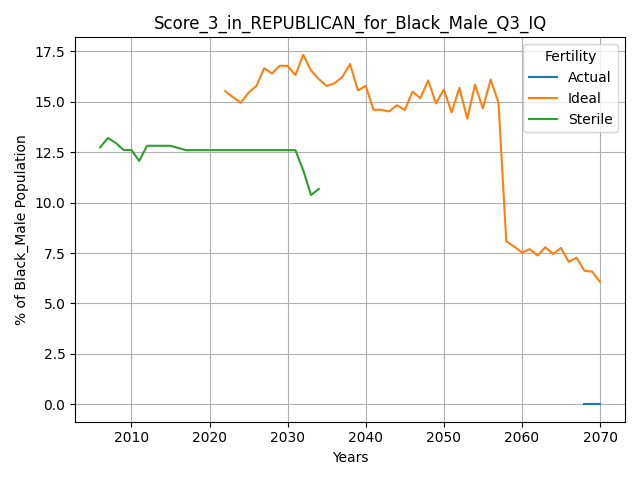 Score_3_in_REPUBLICAN_for_Black_Male_Q3_IQ
% of Black_Male Population
17.5
15.0
12.5
10.0
7.5
5.0
2.5
0.0
Fertility
Actual
Ideal
Sterile
2010 2020 2030 2040 2050 2060 2070
Years